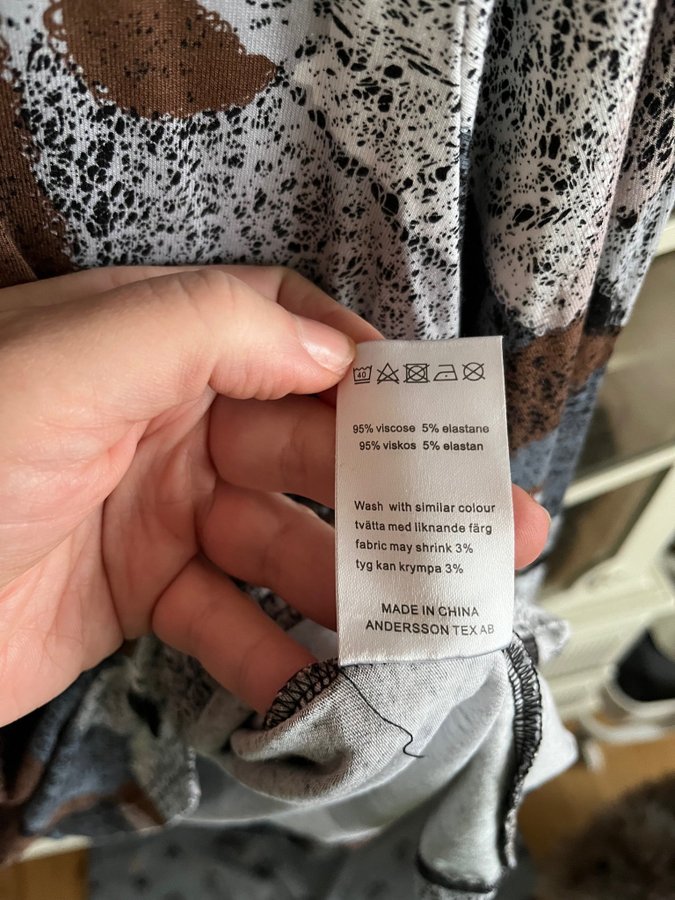 40
95% viscose 5% elastane
95% viskos 5% elastan
Wash with similar colour
tvätta med liknande färg
fabric may shrink 3%
tyg kan krympa 3%
MADE IN CHINA
ANDERSSON TEX AB